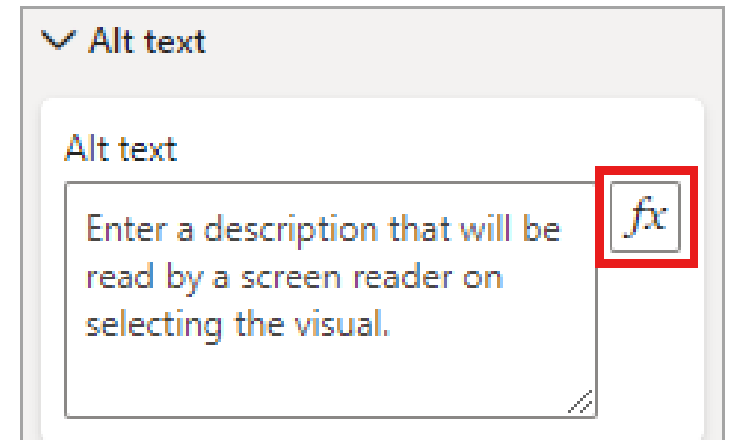 Alt text
Alt text
Enter a description that will be
read by a screen reader on
selecting the visual.
fx